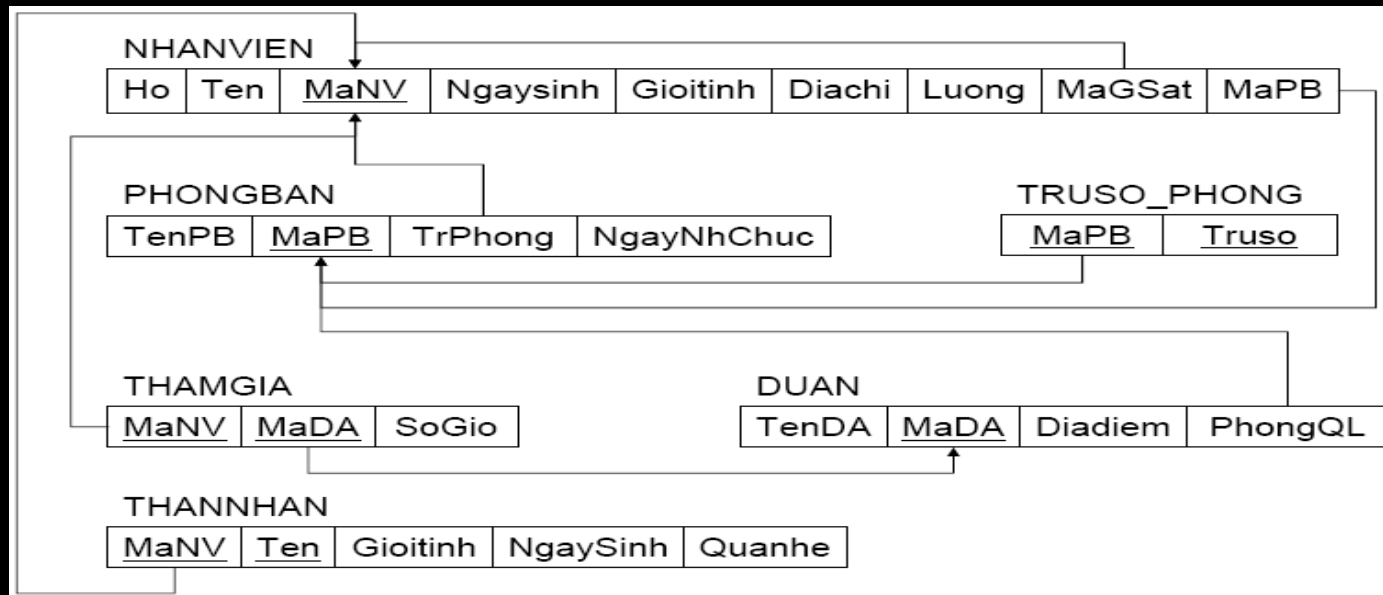 NHANVIEN
Ho Ten MaNV Ngaysinh Gioitinh Diachi Luong MaGSat MaPB
PHONGBAN
TenPB MaPB TrPhong NgayNhChuc
TRUSO_PHONG
MaPB Truso
THAMGIA
MaNV MaDA SoGio
DUAN
TenDA MaDA Diadiem PhongQL
THANNHAN
MaNV Ten Gioitinh NgaySinh Quanhe